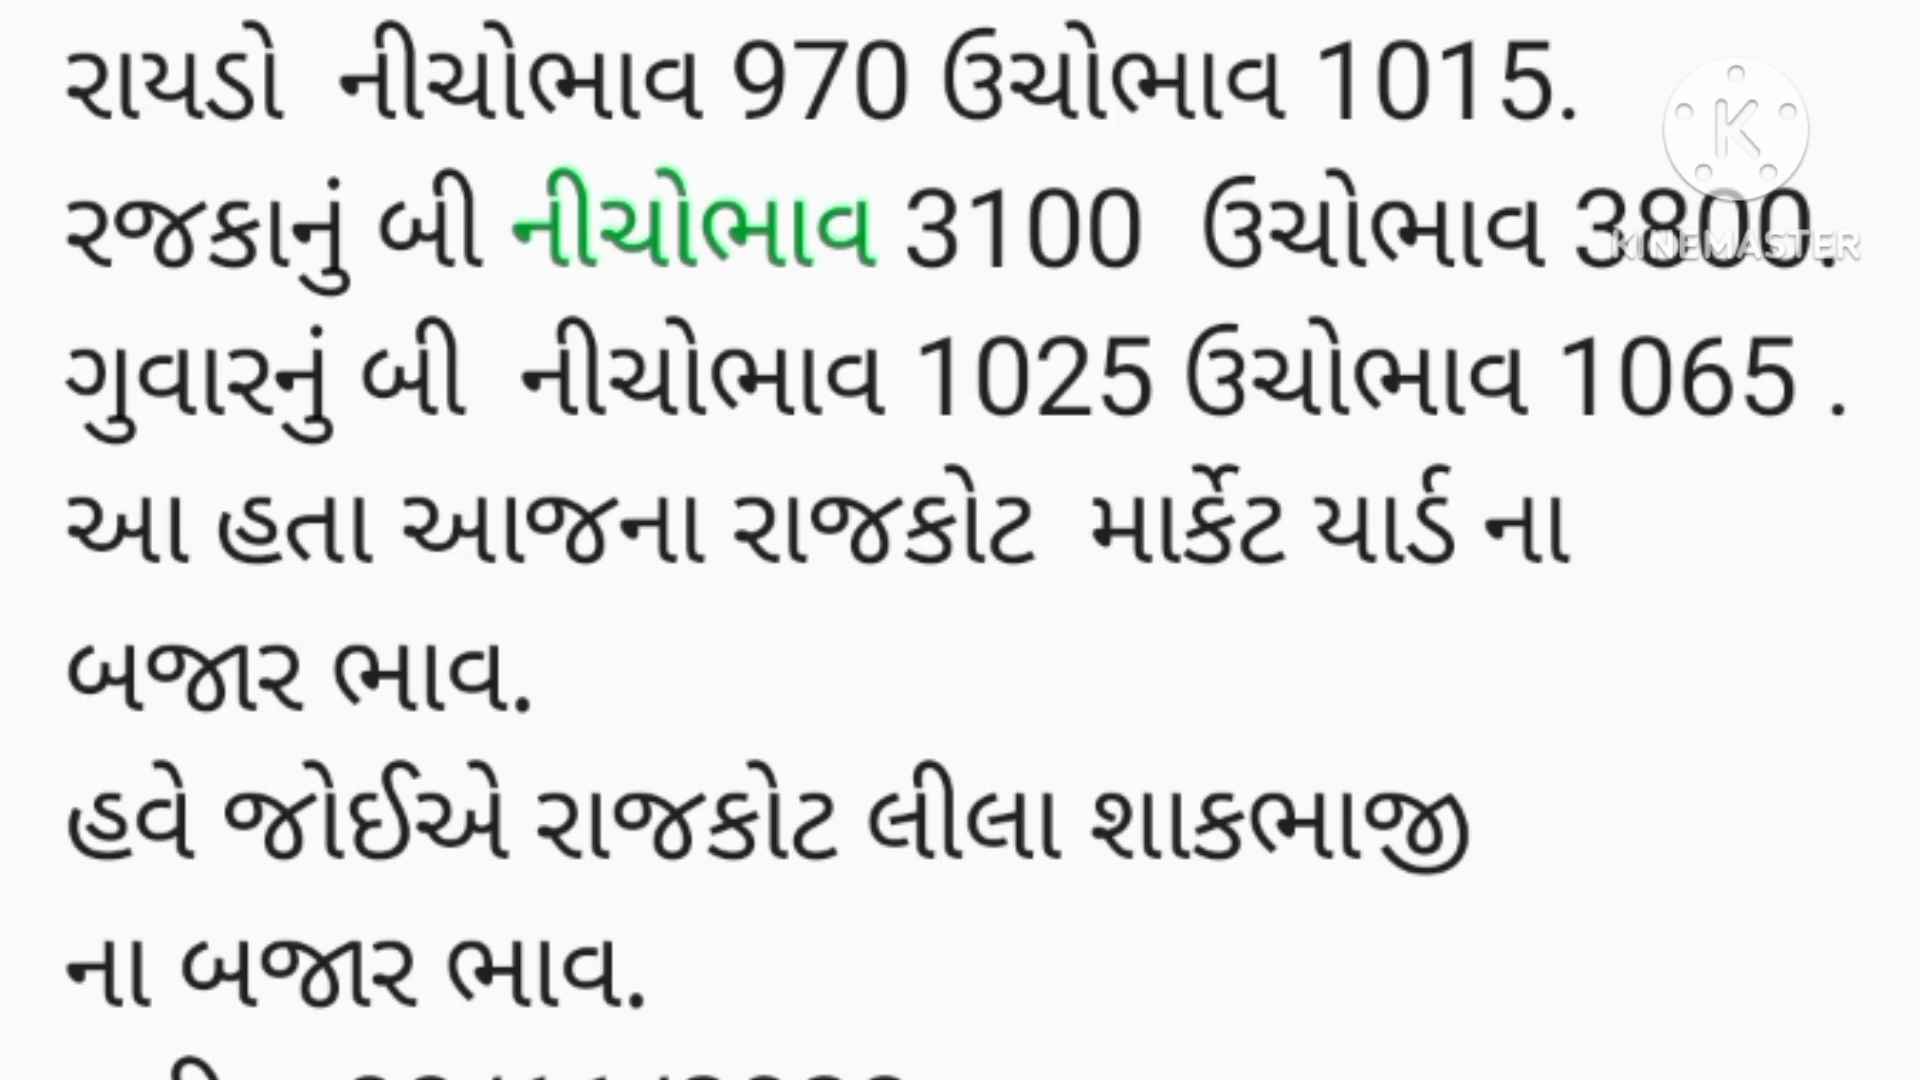 રાયડો નીચોભાવ 970 ઉચોભાવ 1015.
રજકાનું બી નીચોભાવ 3100 ઉચોભાવ 3800.
ગુવારનું બી નીચોભાવ 1025 ઉચોભાવ 1065 .
આ હતા આજના રાજકોટ માર્કેટ યાર્ડ ના
બજાર ભાવ.
હવે જોઈએ રાજકોટ લીલા શાકભાજી
ના બજાર ભાવ.
K
KINEMASTER